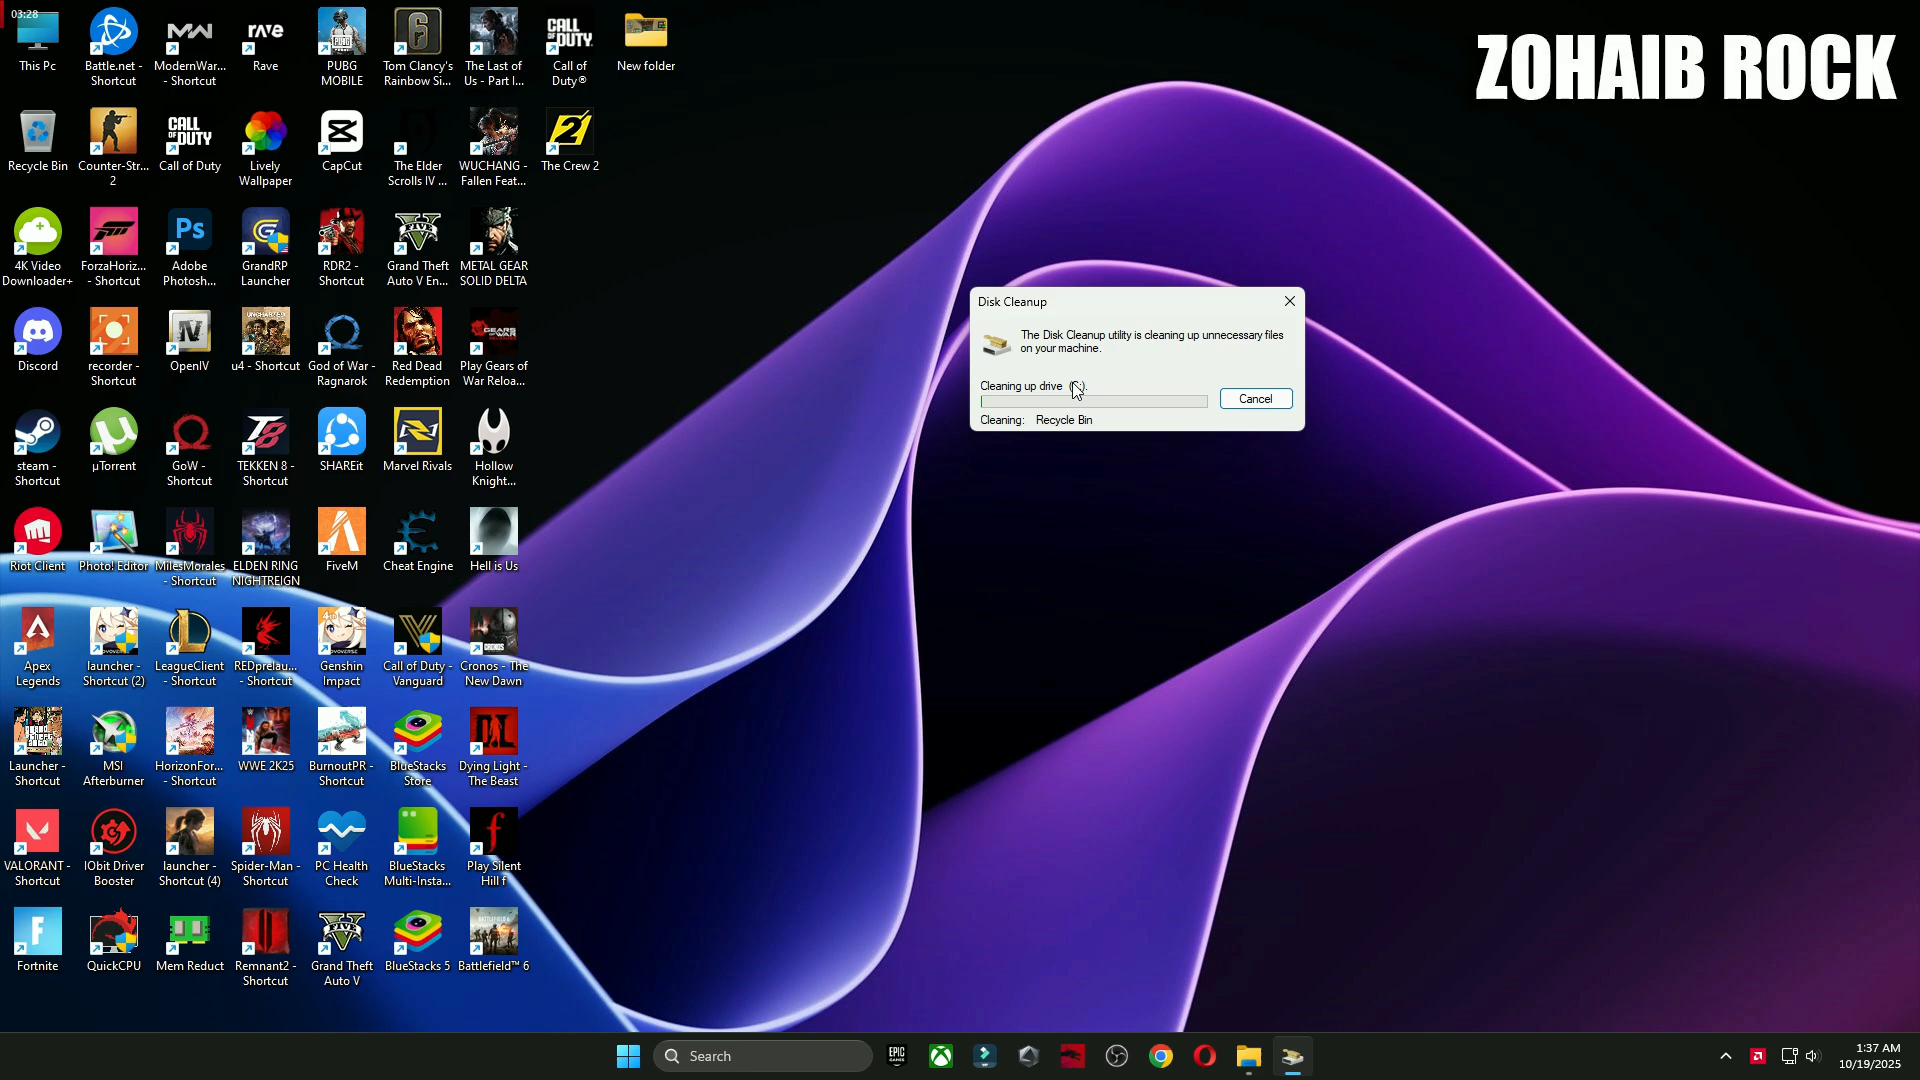 03:28
ZOHAIB ROCK
This Pc
Battle.net -
Shortcut
ModernWar...
- Shortcut
rave
Rave
PUBG
MOBILE
Tom Clancy's
Rainbow Si...
The Last of
Us - Part I...
CALL OF DUTY
Call of
Duty®
New folder
Recycle Bin
Counter-Str...
2
CALL OF DUTY
Call of Duty
Lively
Wallpaper
CapCut
The Elder
Scrolls IV ...
WUCHANG -
Fallen Feat...
The Crew 2
4K Video
Downloader+
ForzaHoriz...
- Shortcut
Ps
Adobe
Photosh...
GrandRP
Launcher
RDR2 -
Shortcut
Grand Theft
Auto V En...
METAL GEAR
SOLID DELTA
Discord
recorder -
Shortcut
OpenIV
UNCHARTED
u4 - Shortcut
God of War -
Ragnarok
Red Dead
Redemption
Play Gears of
War Reloa...
steam -
Shortcut
µTorrent
GoW -
Shortcut
TEKKEN 8 -
Shortcut
SHAREit
Marvel Rivals
Hollow
Knight...
Riot Client
Photo! Editor
MilesMorales
- Shortcut
ELDEN RING
NIGHTREIGN
FiveM
Cheat Engine
Hell is Us
Apex
Legends
launcher -
Shortcut (2)
LeagueClient
- Shortcut
REDprelau...
- Shortcut
Genshin
Impact
Call of Duty -
Vanguard
Cronos - The
New Dawn
Launcher -
Shortcut
MSI
Afterburner
HorizonFor...
- Shortcut
WWE 2K25
BurnoutPR -
Shortcut
BlueStacks
Store
Dying Light -
The Beast
VALORANT -
Shortcut
IObit Driver
Booster
launcher -
Shortcut (4)
Spider-Man -
Shortcut
PC Health
Check
BlueStacks
Multi-Insta...
Play Silent
Hill f
Fortnite
QuickCPU
Mem Reduct
Remnant2 -
Shortcut
Grand Theft
Auto V
BlueStacks 5
Battlefield™ 6
Disk Cleanup
The Disk Cleanup utility is cleaning up unnecessary files
on your machine.
Cleaning up drive
Cancel
Cleaning: Recycle Bin
Search
EPIC GAMES
1:37 AM
10/19/2025